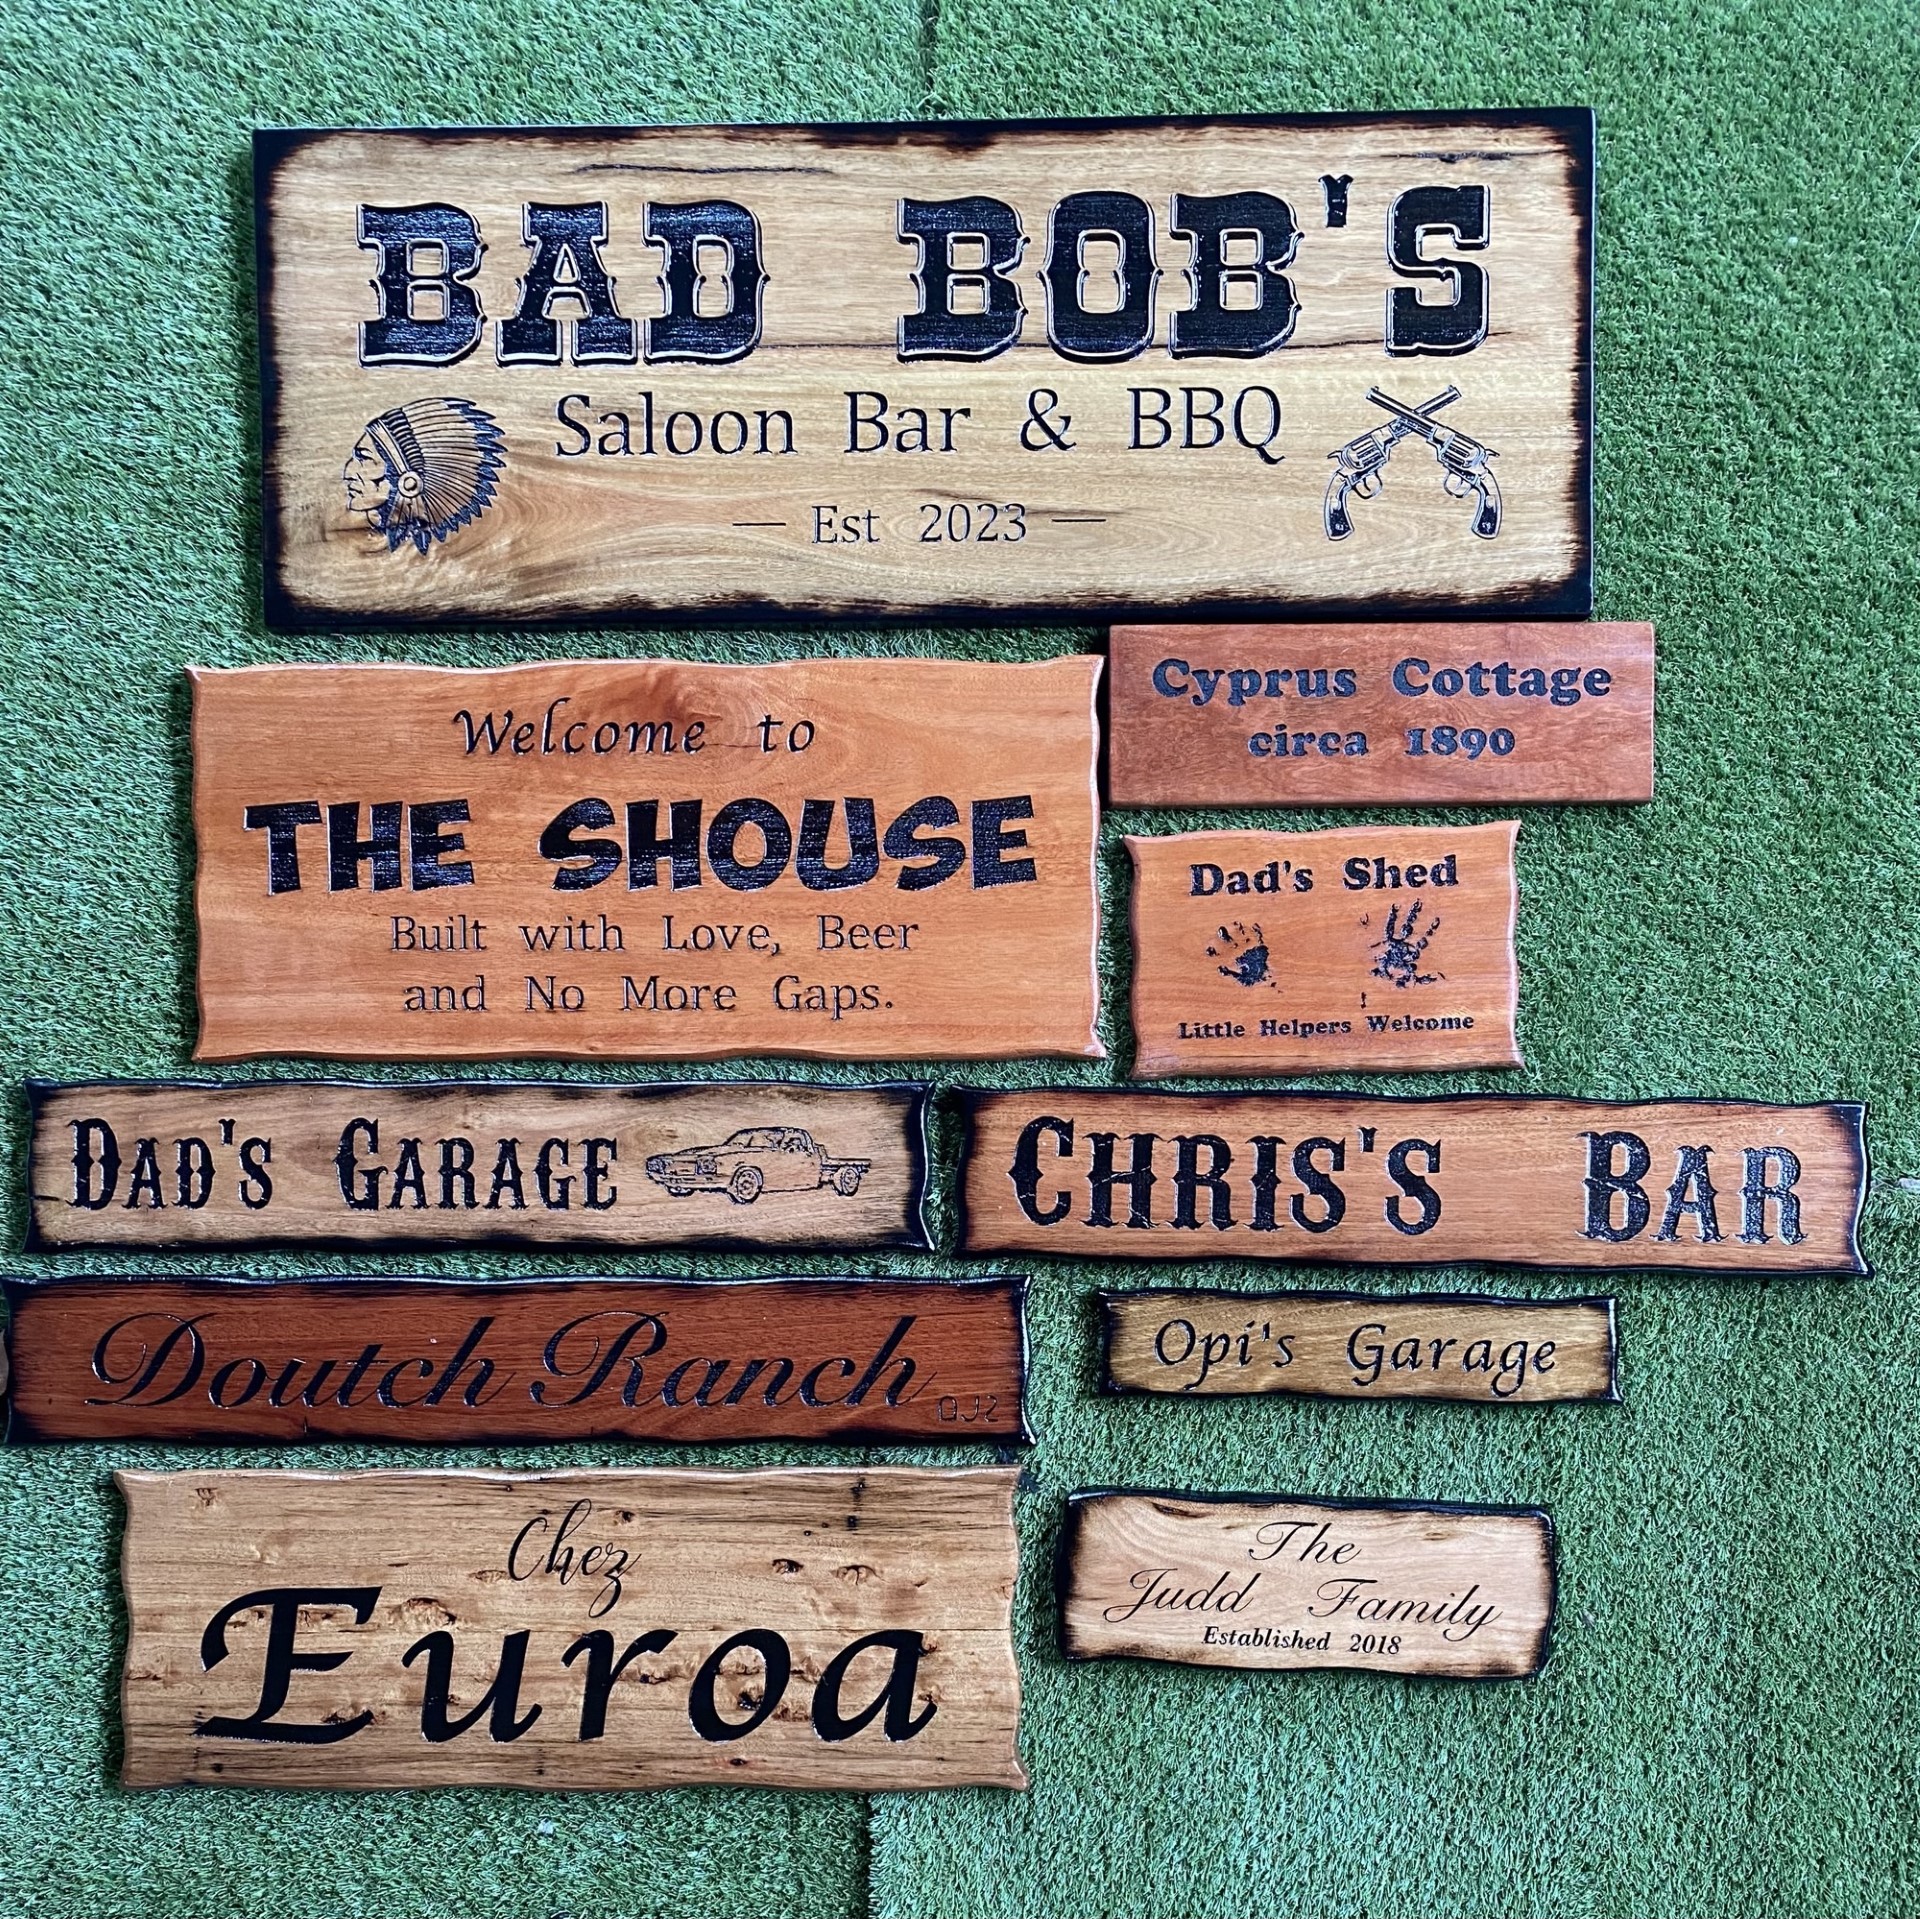 BAD BOB'S
Saloon Bar & BBQ
— Est 2023 —
Welcome to
THE SHOUSE
Built with Love, Beer
and No More Gaps.
Cyprus Cottage
circa 1890
Dad's Shed
Little Helpers Welcome
DAD'S GARAGE
CHRIS'S BAR
Doutch Ranch
Opi's Garage
Chez
Euroa
The
Judd Family
Established 2018